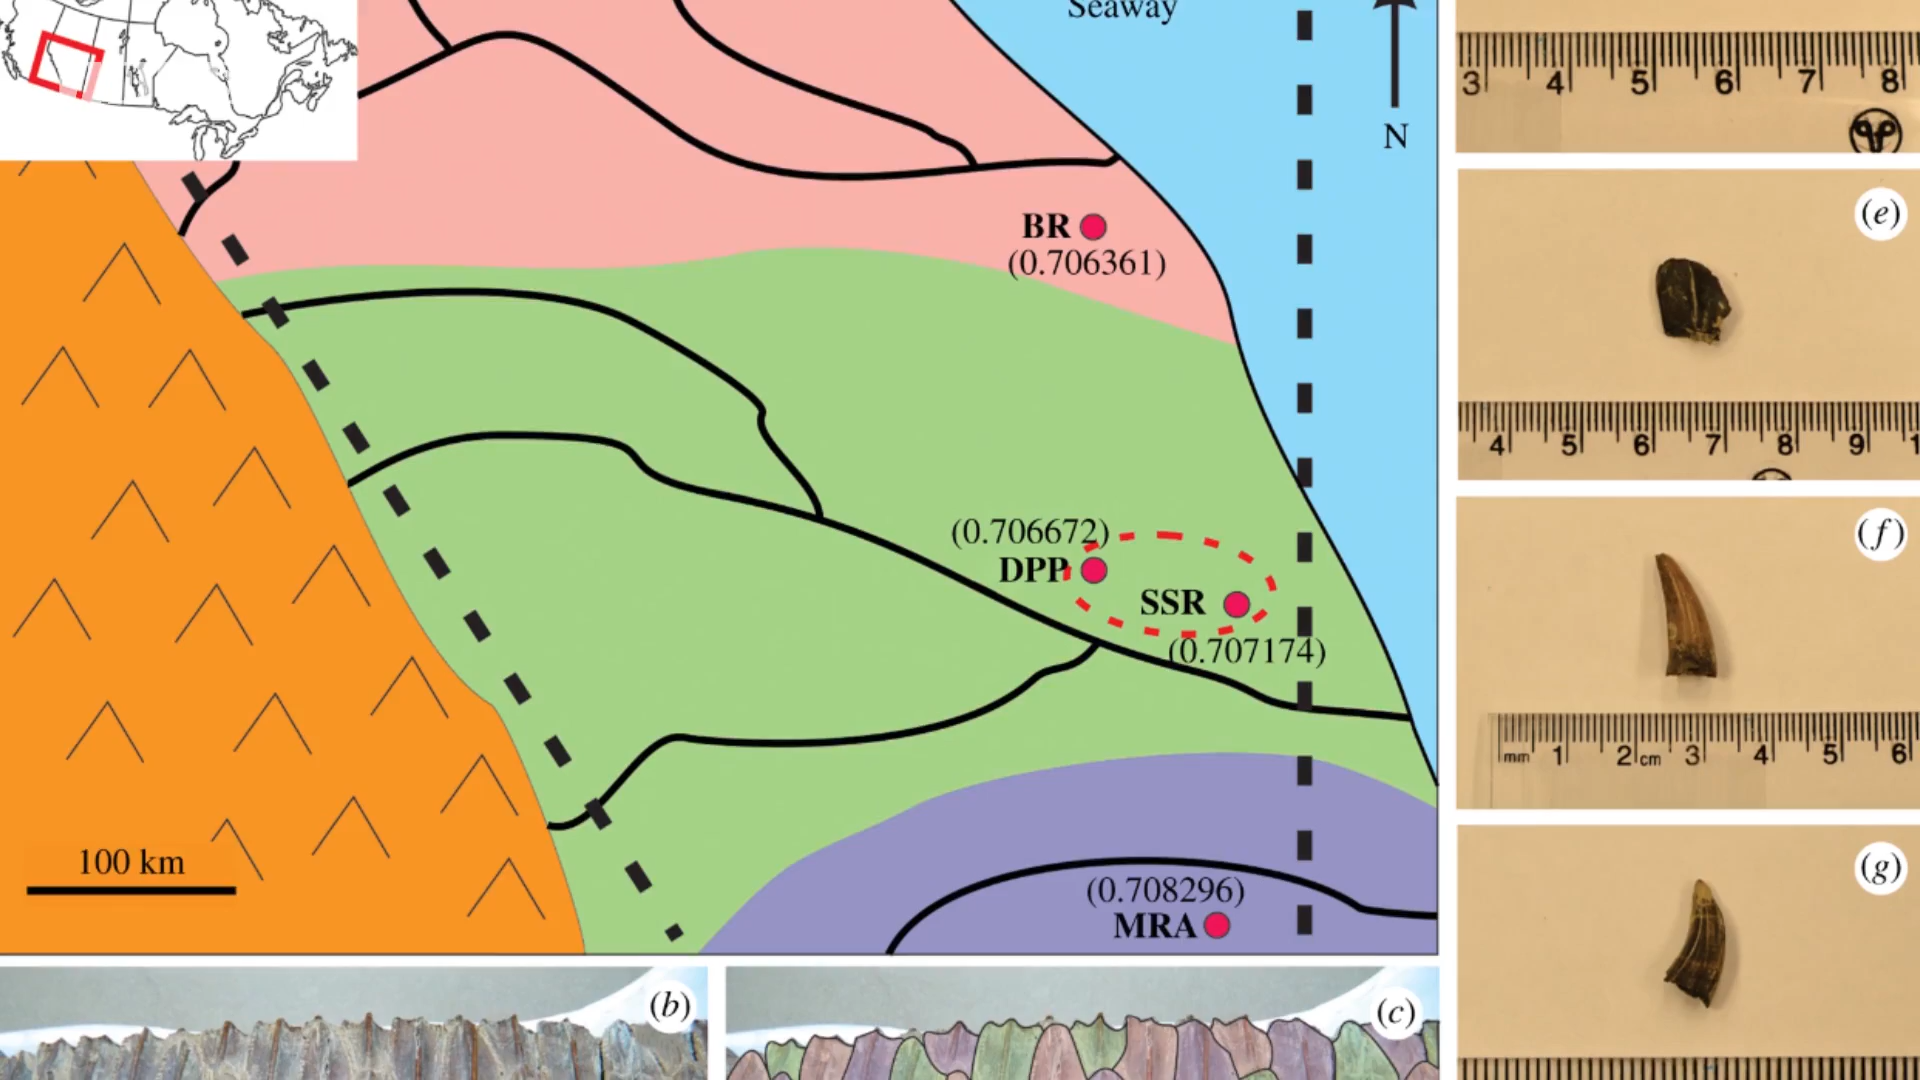 Seaway
N
BR
(0.706361)
(0.706672)
DPP
SSR
(0.707174)
(0.708296)
MRA
100 km
(b)
(c)
3 4 5 6 7 8
(e)
4 5 6 7 8 9 1
(f)
mm 1 2 cm 3 4 5 6
(g)